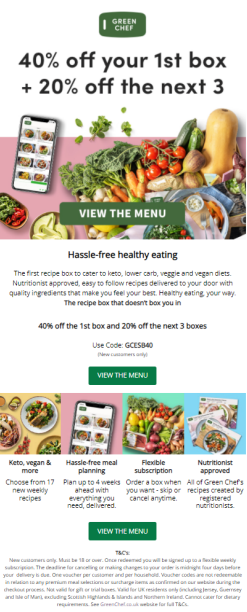 GREEN
CHEF
40% off your 1st box
+ 20% off the next 3
VIEW THE MENU
Hassle-free healthy eating
The first recipe box to cater to keto, lower carb, veggie and vegan diets.
Nutritionist approved, easy to follow recipes delivered to your door with
quality ingredients that make you feel your best. Healthy eating, your way.
The recipe box that doesn't box you in
40% off the 1st box and 20% off the next 3 boxes
Use Code: GCESB40
(New customers only)
VIEW THE MENU
Keto, vegan &
more
Choose from 17
new weekly
recipes
Hassle-free meal
planning
Plan up to 4 weeks
ahead with
everything you
need, delivered.
Flexible
subscription
Order a box when
you want - skip or
cancel anytime.
Nutritionist
approved
All of Green Chef's
recipes created by
registered
nutritionists.
VIEW THE MENU
T&C's:
New customers only. Must be 18 or over. Once redeemed you will be signed up to a flexible weekly
subscription. The deadline for cancelling or making changes to your order is midnight four days before
your delivery is due. One voucher per customer and per household. Voucher codes are not redeemable
in relation to any premium meal selections or surcharge items as confirmed on our website during the
checkout process. Not valid for gift or trial boxes. Valid for UK residents only (including Jersey, Guernsey
and Isle of Man), excluding Scottish Highlands & Islands and Northern Ireland. Cannot cater for dietary
requirements. See GreenChef.co.uk website for full T&Cs.